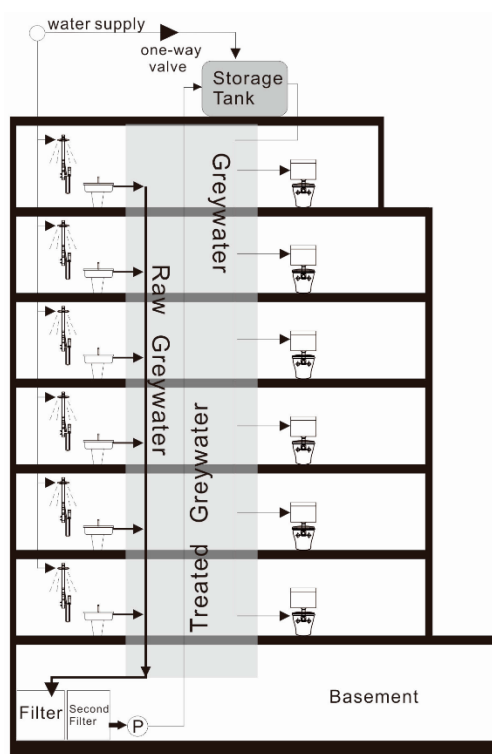 water supply
one-way
valve
Storage
Tank
Greywater
Raw Greywater
Treated Greywater
Basement
Filter
Second
Filter
P